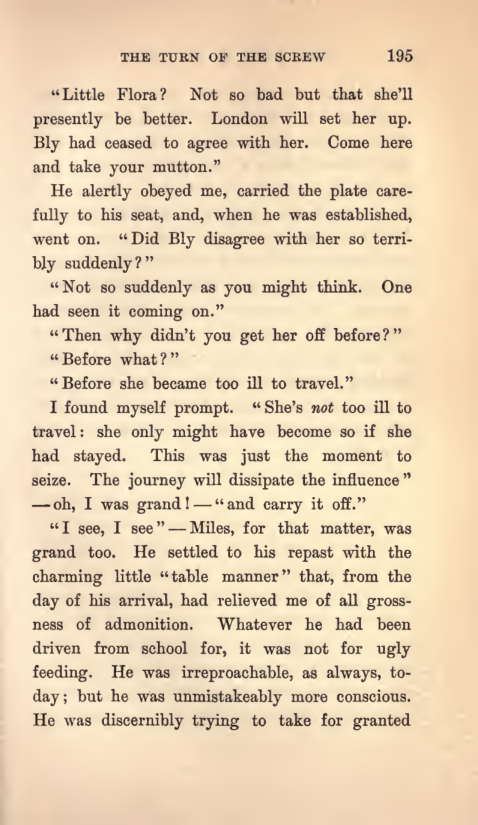 THE TURN OF THE SCREW 195
"Little Flora? Not so bad but that she'll
presently be better. London will set her up.
Bly had ceased to agree with her. Come here
and take your mutton."
He alertly obeyed me, carried the plate care-
fully to his seat, and, when he was established,
went on. "Did Bly disagree with her so terri-
bly suddenly?"
"Not so suddenly as you might think. One
had seen it coming on."
"Then why didn't you get her off before?"
"Before what?"
"Before she became too ill to travel."
I found myself prompt. "She's not too ill to
travel: she only might have become so if she
had stayed. This was just the moment to
seize. The journey will dissipate the influence"
— oh, I was grand! — "and carry it off."
"I see, I see" — Miles, for that matter, was
grand too. He settled to his repast with the
charming little "table manner" that, from the
day of his arrival, had relieved me of all gross-
ness of admonition. Whatever he had been
driven from school for, it was not for ugly
feeding. He was irreproachable, as always, to-
day; but he was unmistakeably more conscious.
He was discernibly trying to take for granted